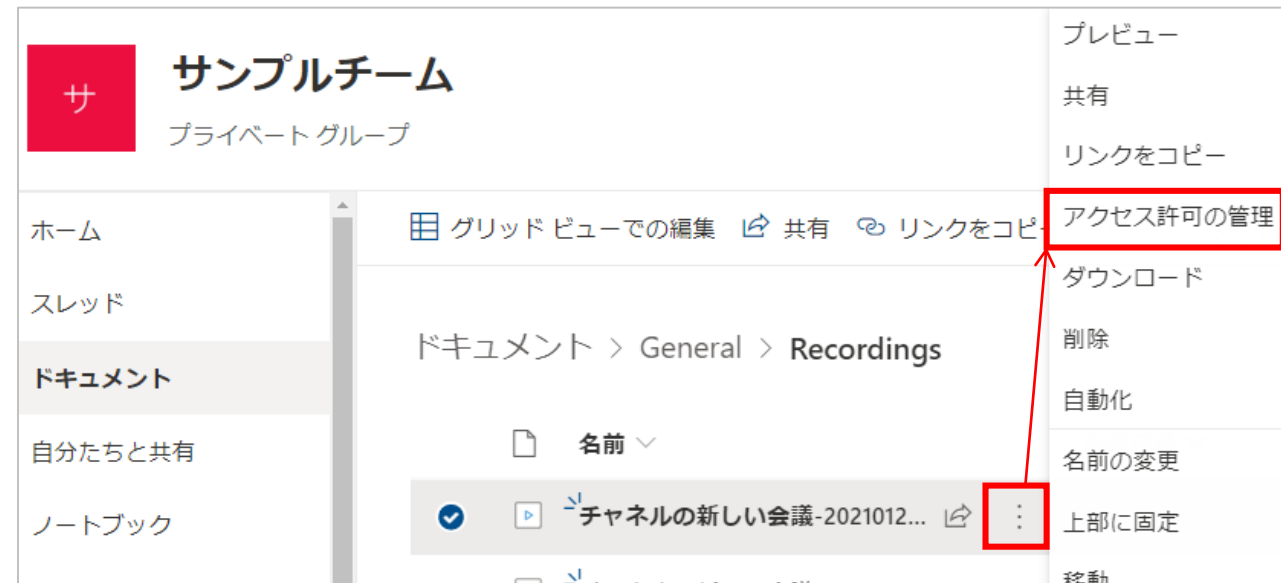 サ
サンプルチーム
プライベート グループ
ホーム
スレッド
ドキュメント
自分たちと共有
ノートブック
グリッド ビューでの編集 共有 リンクをコピー
ドキュメント > General > Recordings
名前
チャネルの新しい会議-2021012...
プレビュー
共有
リンクをコピー
アクセス許可の管理
ダウンロード
削除
自動化
名前の変更
上部に固定
移動